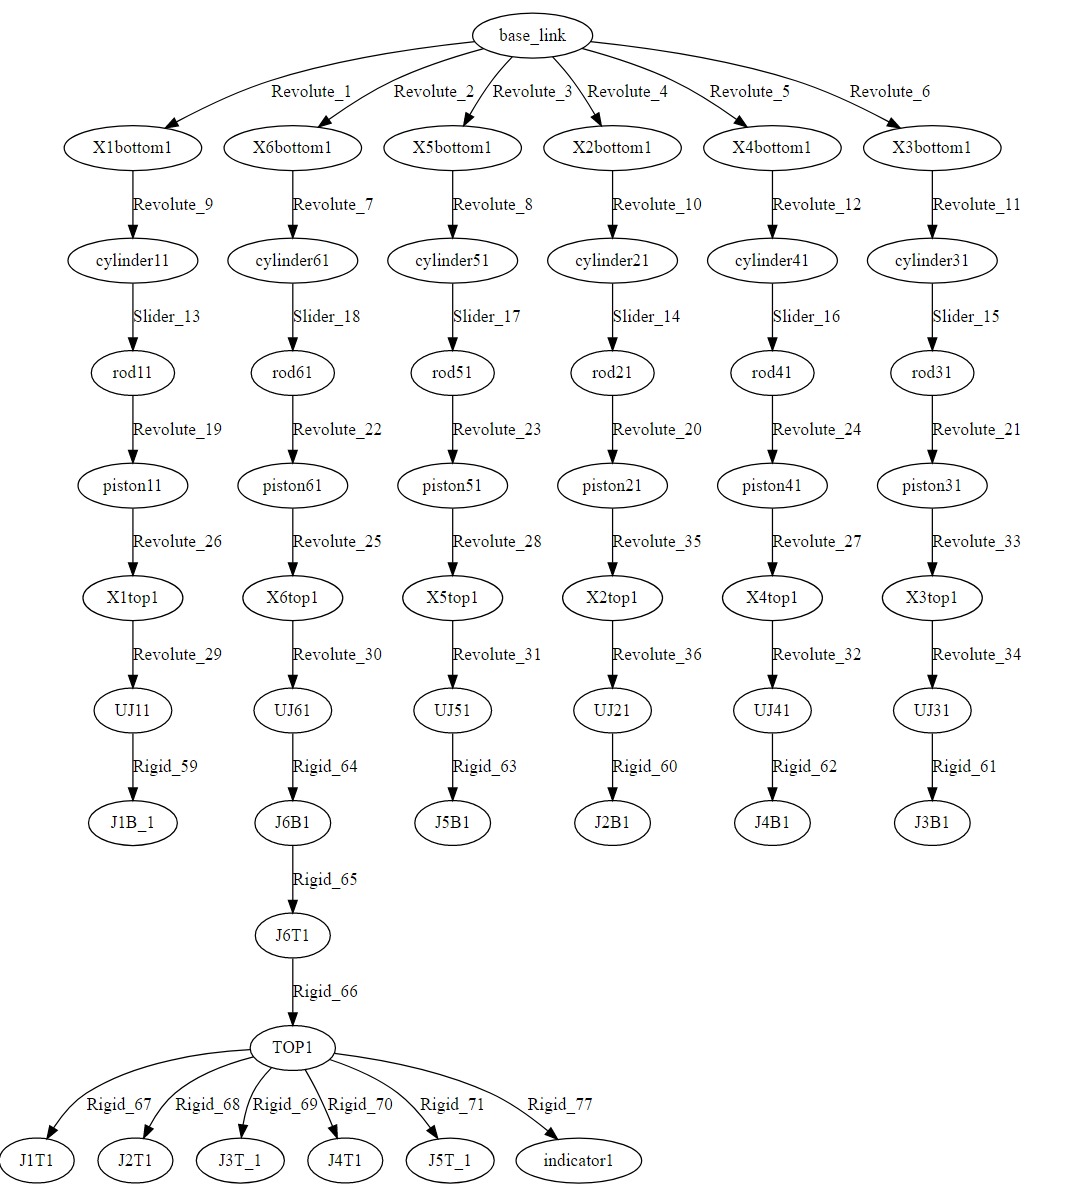 base_link
Revolute_1 Revolute_2 Revolute_3 Revolute_4 Revolute_5 Revolute_6
X1bottom1 X6bottom1 X5bottom1 X2bottom1 X4bottom1 X3bottom1
Revolute_9 Revolute_7 Revolute_8 Revolute_10 Revolute_12 Revolute_11
cylinder11 cylinder61 cylinder51 cylinder21 cylinder41 cylinder31
Slider_13 Slider_18 Slider_17 Slider_14 Slider_16 Slider_15
rod11 rod61 rod51 rod21 rod41 rod31
Revolute_19 Revolute_22 Revolute_23 Revolute_20 Revolute_24 Revolute_21
piston11 piston61 piston51 piston21 piston41 piston31
Revolute_26 Revolute_25 Revolute_28 Revolute_35 Revolute_27 Revolute_33
X1top1 X6top1 X5top1 X2top1 X4top1 X3top1
Revolute_29 Revolute_30 Revolute_31 Revolute_36 Revolute_32 Revolute_34
UJ11 UJ61 UJ51 UJ21 UJ41 UJ31
Rigid_59 Rigid_64 Rigid_63 Rigid_60 Rigid_62 Rigid_61
J1B_1 J6B1 J5B1 J2B1 J4B1 J3B1
Rigid_65
J6T1
Rigid_66
TOP1
Rigid_67 Rigid_68 Rigid_69 Rigid_70 Rigid_71 Rigid_77
J1T1 J2T1 J3T_1 J4T1 J5T_1 indicator1